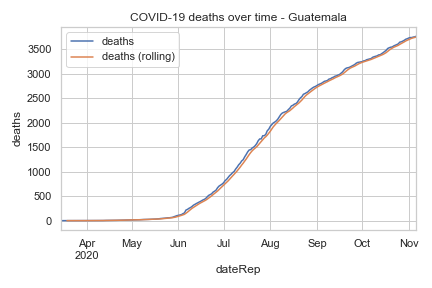 COVID-19 deaths over time - Guatemala
deaths
deaths (rolling)
3500
3000
2500
2000
1500
1000
500
0
deaths
Apr May Jun Jul Aug Sep Oct Nov
2020
dateRep